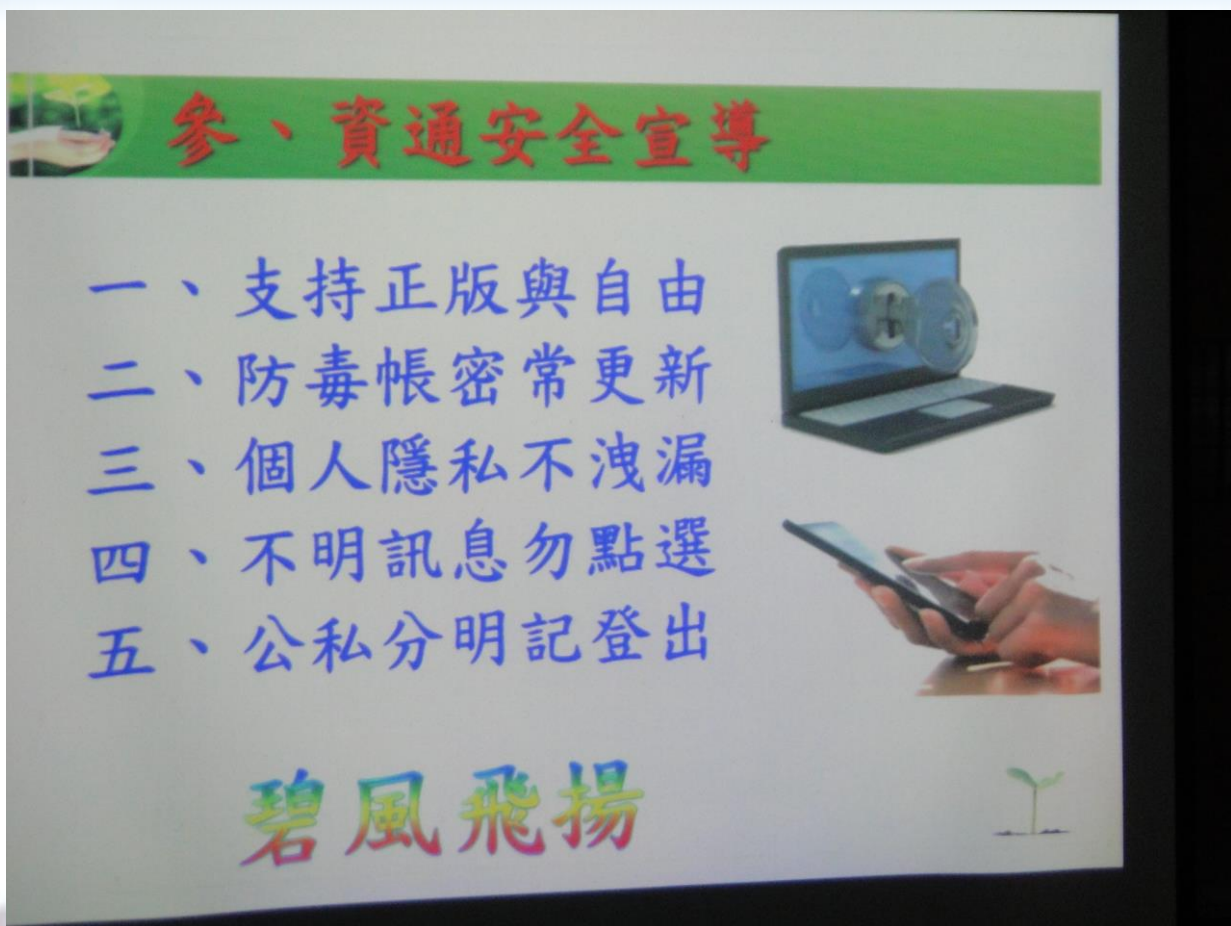 參、資通安全宣導
一、支持正版與自由
二、防毒帳密常更新
三、個人隱私不洩漏
四、不明訊息勿點選
五、公私分明記登出
碧風飛揚